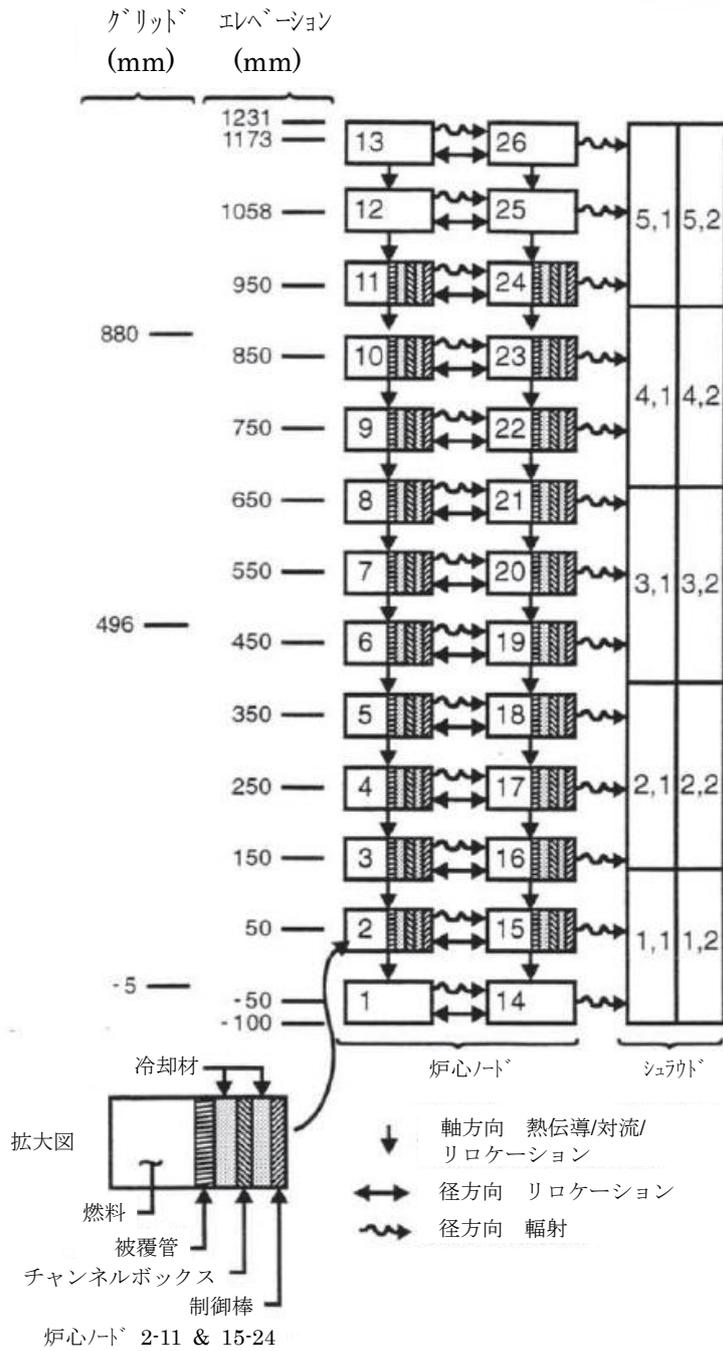 グリッド エレベーション
(mm) (mm)
1231
1173
13 26
1058
12 25
5,1 5,2
950
11 24
880
850
10 23
4,1 4,2
750
9 22
650
8 21
550
7 20
3,1 3,2
496
450
6 19
350
5 18
250
4 17
2,1 2,2
150
3 16
50
2 15
1,1 1,2
-5
-50
1 14
-100
炉心ノード シュラウド
冷却材
拡大図
燃料
被覆管
チャンネルボックス
制御棒
炉心ノード 2-11 & 15-24
軸方向 熱伝導/対流/
リロケーション
径方向 リロケーション
径方向 輻射